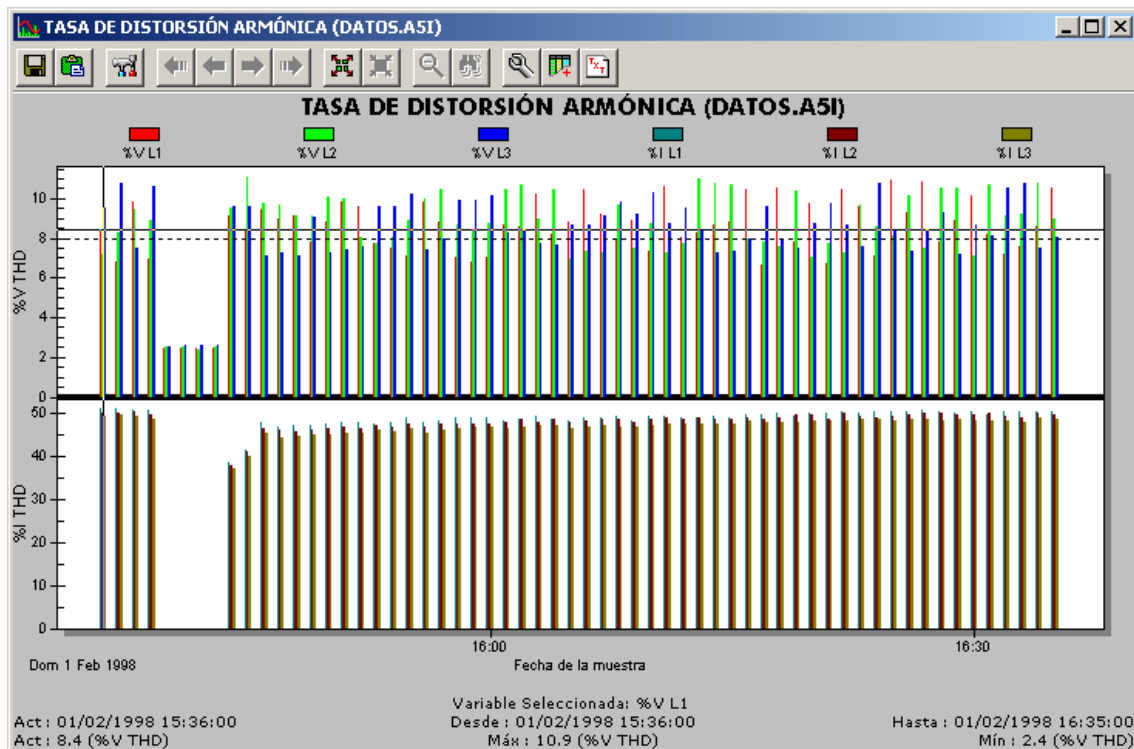 TASA DE DISTORSIÓN ARMÓNICA (DATOS.A5I)
TXT
TASA DE DISTORSIÓN ARMÓNICA (DATOS.A5I)
%V L1 %V L2 %V L3 %I L1 %I L2 %I L3
%V THD
10
8
6
4
2
0
%I THD
50
40
30
20
10
0
16:00 16:30
Dom 1 Feb 1998 Fecha de la muestra
Variable Seleccionada: %V L1
Act : 01/02/1998 15:36:00 Desde : 01/02/1998 15:36:00 Hasta : 01/02/1998 16:35:00
Act : 8.4 (%V THD) Máx : 10.9 (%V THD) Mín : 2.4 (%V THD)